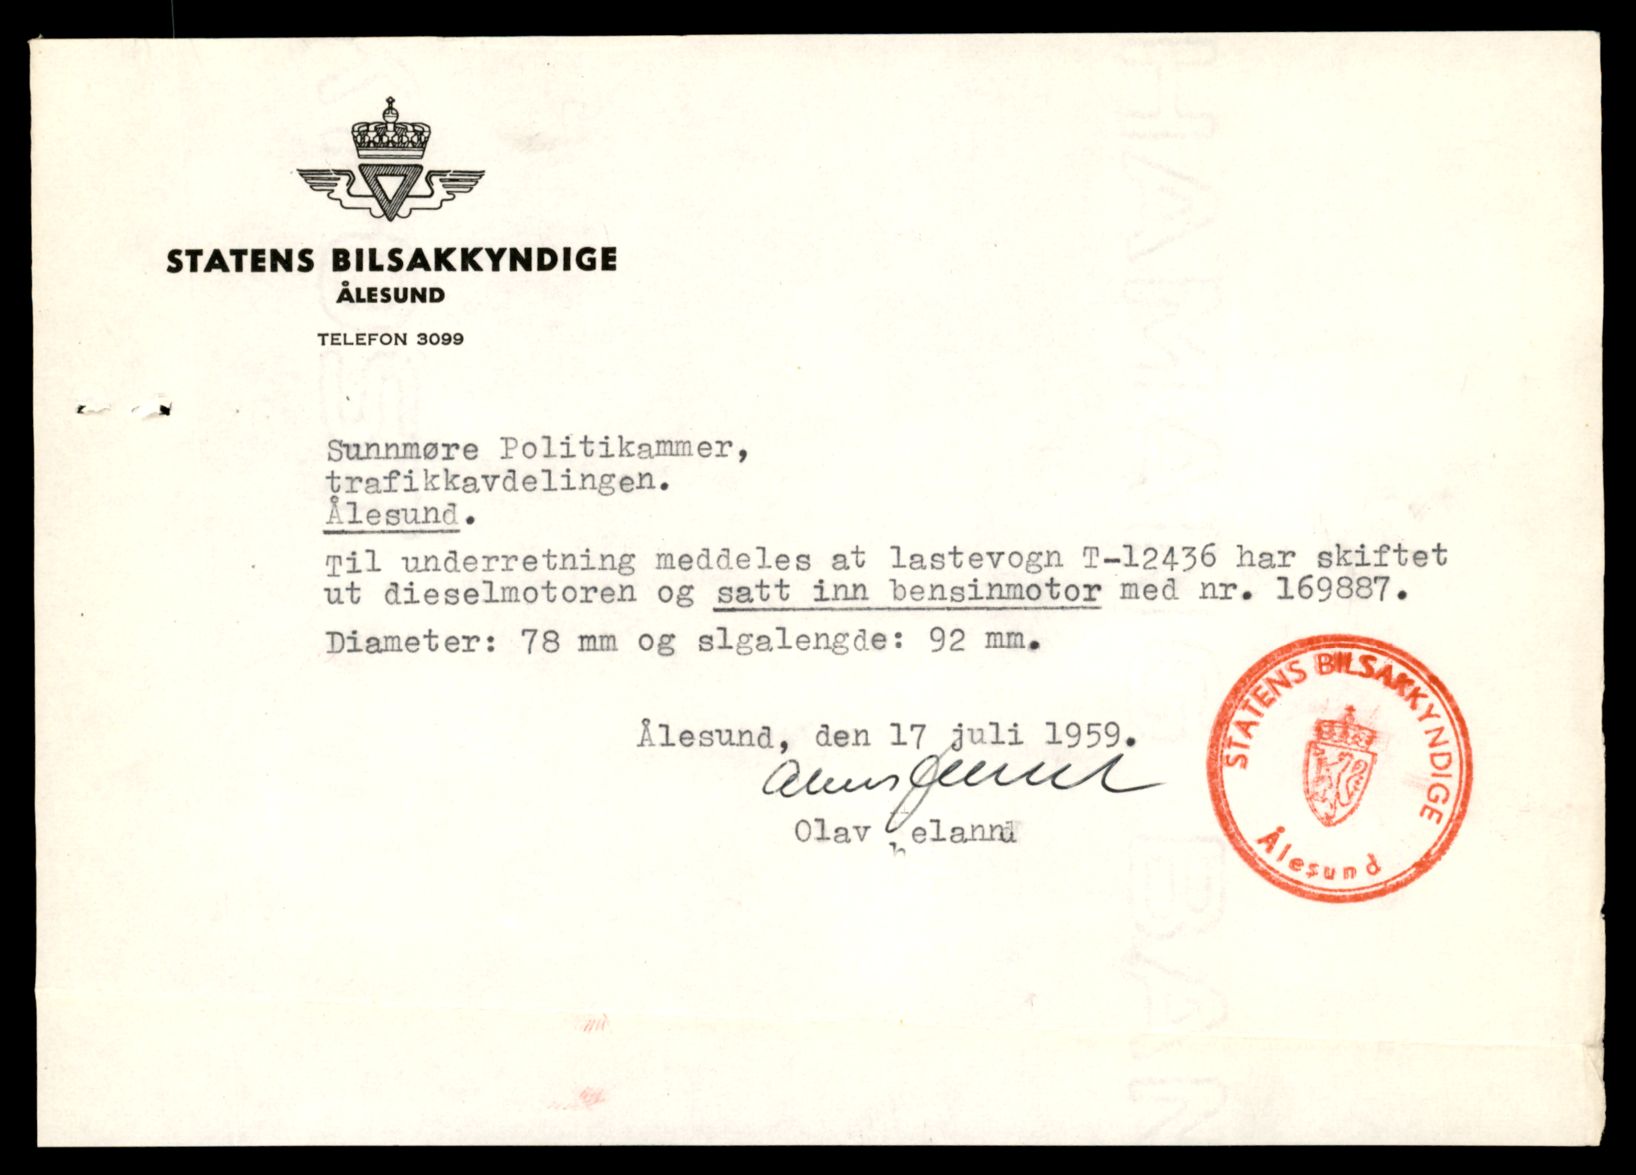 STATENS BILSAKKYNDIGE
ÅLESUND
TELEFON 3099
Sunnmøre Politikammer,
trafikkavdelingen.
Ålesund.
Til underretning meddeles at lastevogn T-12436 har skiftet
ut dieselmotoren og satt inn bensinmotor med nr. 169887.
Diameter: 78 mm og slgalengde: 92 mm.
Ålesund, den 17 juli 1959.
Olav
STATENS BILSAKKYNDIGE
Ålesund